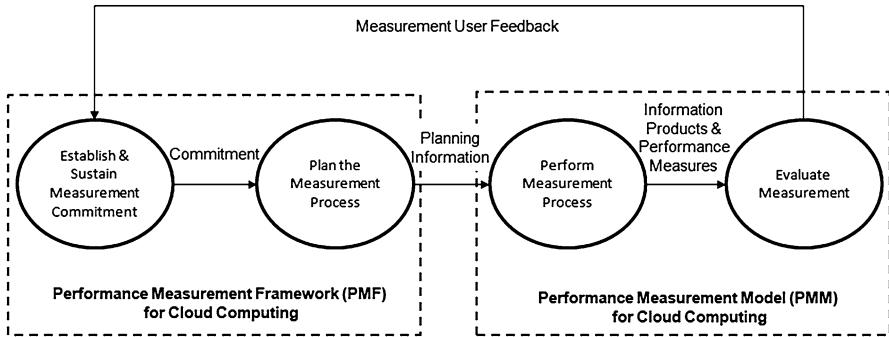 Measurement User Feedback
Establish &
Sustain
Measurement
Commitment
Commitment
Plan the
Measurement
Process
Planning
Information
Perform
Measurement
Process
Information
Products &
Performance
Measures
Evaluate
Measurement
Performance Measurement Framework (PMF)
for Cloud Computing
Performance Measurement Model (PMM)
for Cloud Computing